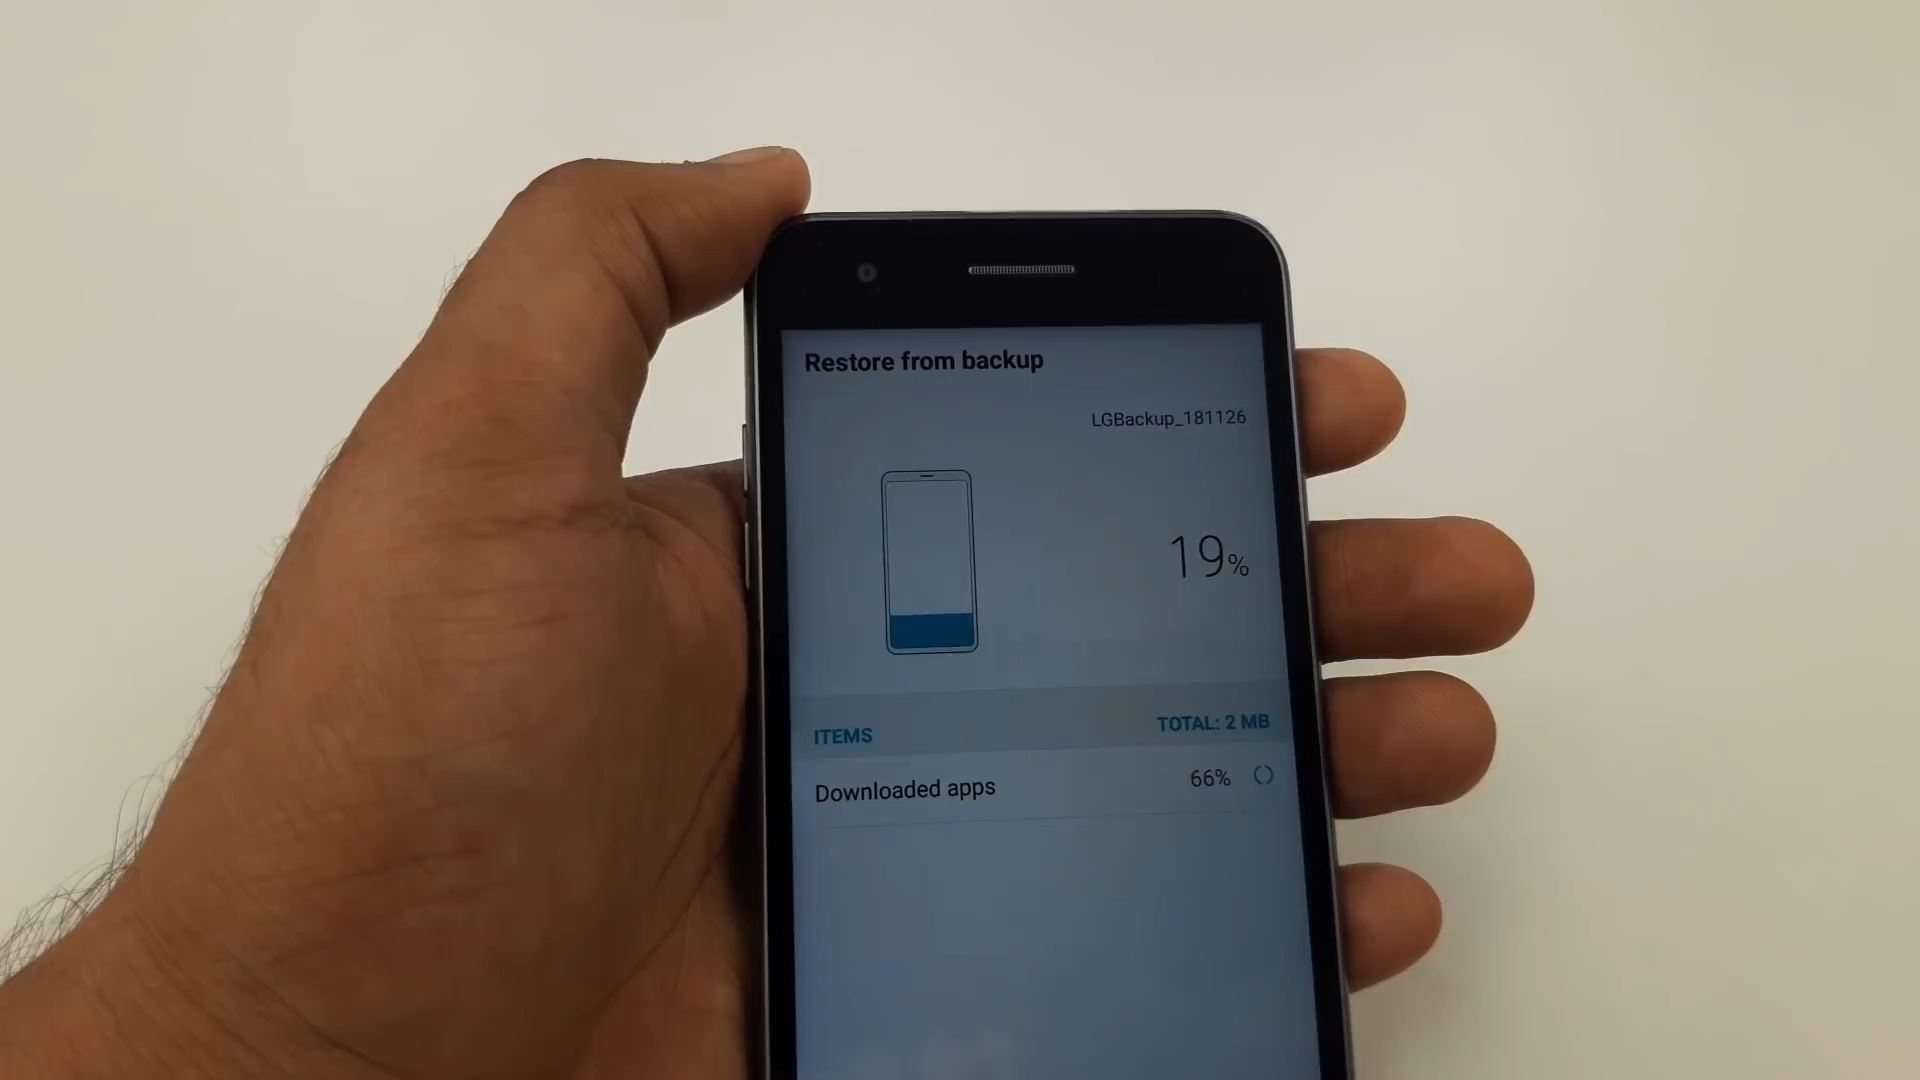 Restore from backup
LGBackup_181126
19%
ITEMS TOTAL: 2 MB
Downloaded apps 66%